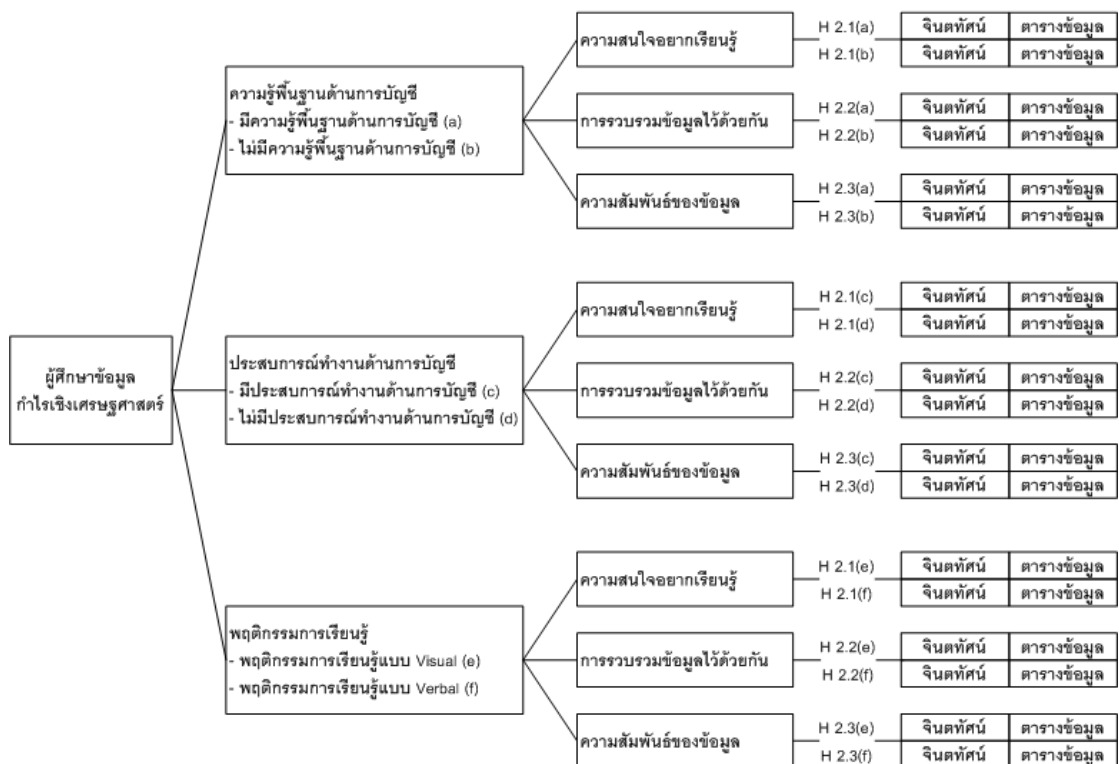 ผู้ศึกษาข้อมูล
กำไรเชิงเศรษฐศาสตร์
ความรู้พื้นฐานด้านการบัญชี
- มีความรู้พื้นฐานด้านการบัญชี (a)
- ไม่มีความรู้พื้นฐานด้านการบัญชี (b)
ความสนใจอยากเรียนรู้
H 2.1(a) จินตทัศน์ ตารางข้อมูล
H 2.1(b) จินตทัศน์ ตารางข้อมูล
การรวบรวมข้อมูลไว้ด้วยกัน
H 2.2(a) จินตทัศน์ ตารางข้อมูล
H 2.2(b) จินตทัศน์ ตารางข้อมูล
ความสัมพันธ์ของข้อมูล
H 2.3(a) จินตทัศน์ ตารางข้อมูล
H 2.3(b) จินตทัศน์ ตารางข้อมูล
ประสบการณ์ทำงานด้านการบัญชี
- มีประสบการณ์ทำงานด้านการบัญชี (c)
- ไม่มีประสบการณ์ทำงานด้านการบัญชี (d)
ความสนใจอยากเรียนรู้
H 2.1(c) จินตทัศน์ ตารางข้อมูล
H 2.1(d) จินตทัศน์ ตารางข้อมูล
การรวบรวมข้อมูลไว้ด้วยกัน
H 2.2(c) จินตทัศน์ ตารางข้อมูล
H 2.2(d) จินตทัศน์ ตารางข้อมูล
ความสัมพันธ์ของข้อมูล
H 2.3(c) จินตทัศน์ ตารางข้อมูล
H 2.3(d) จินตทัศน์ ตารางข้อมูล
พฤติกรรมการเรียนรู้
- พฤติกรรมการเรียนรู้แบบ Visual (e)
- พฤติกรรมการเรียนรู้แบบ Verbal (f)
ความสนใจอยากเรียนรู้
H 2.1(e) จินตทัศน์ ตารางข้อมูล
H 2.1(f) จินตทัศน์ ตารางข้อมูล
การรวบรวมข้อมูลไว้ด้วยกัน
H 2.2(e) จินตทัศน์ ตารางข้อมูล
H 2.2(f) จินตทัศน์ ตารางข้อมูล
ความสัมพันธ์ของข้อมูล
H 2.3(e) จินตทัศน์ ตารางข้อมูล
H 2.3(f) จินตทัศน์ ตารางข้อมูล